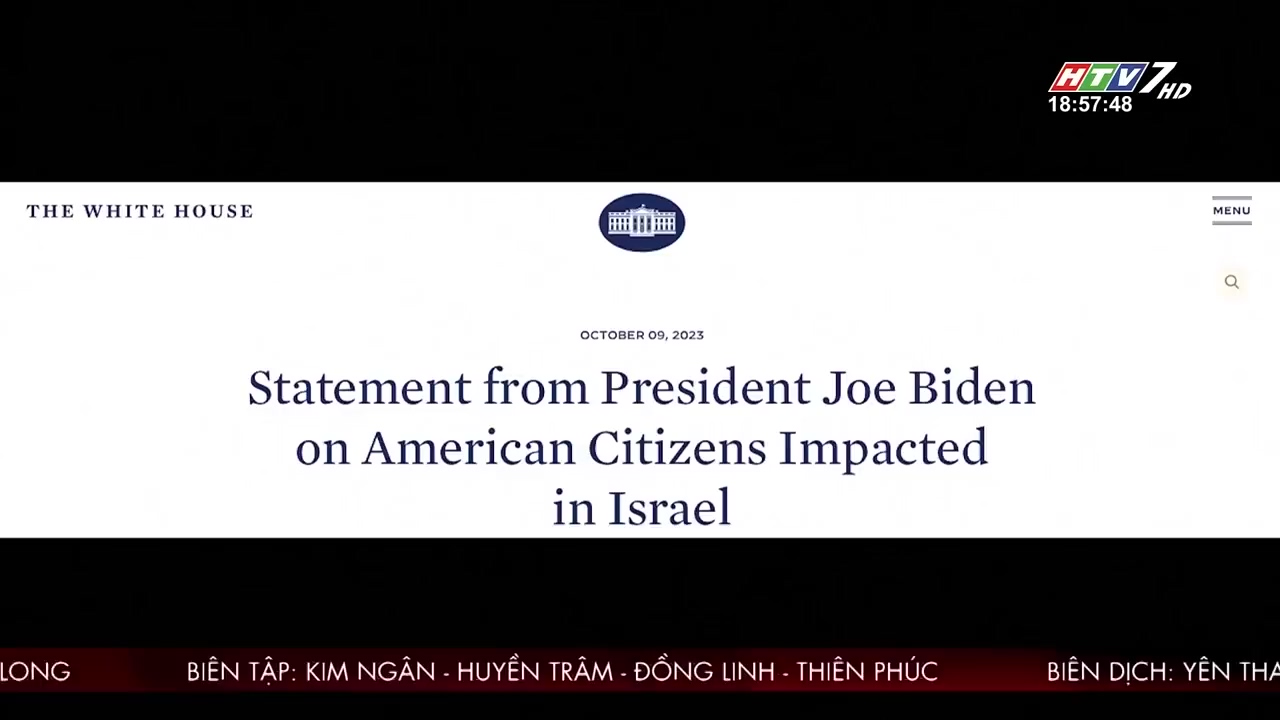 HTV7 HD
18:57:48
THE WHITE HOUSE
MENU
OCTOBER 09, 2023
Statement from President Joe Biden
on American Citizens Impacted
in Israel
LONG BIÊN TẬP: KIM NGÂN - HUYỀN TRÂM - ĐỒNG LINH - THIÊN PHÚC BIÊN DỊCH: YÊN THA